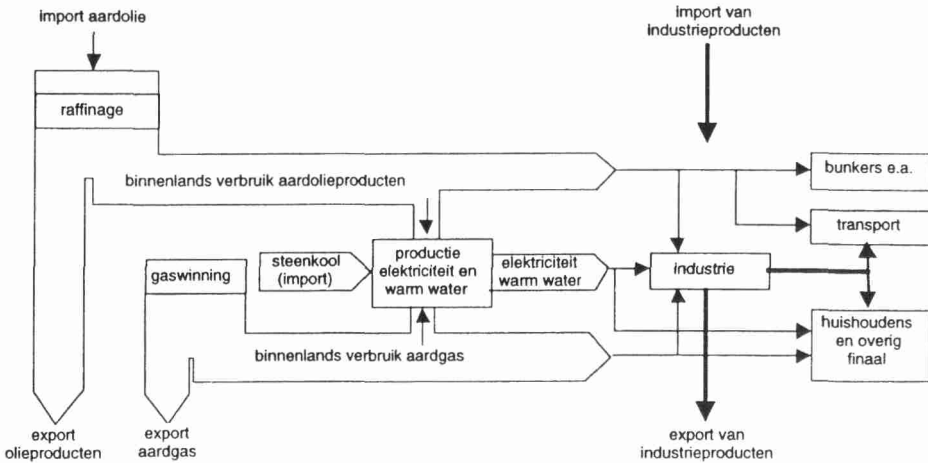 import aardolie
import van
industrieproducten
raffinage
binnenlands verbruik aardolieproducten
bunkers e.a.
transport
gaswinning
steenkool
(import)
productie
elektriciteit en
warm water
elektriciteit
warm water
industrie
huishoudens
en overig
finaal
binnenlands verbruik aardgas
export
olieproducten
export
aardgas
export van
industrieproducten